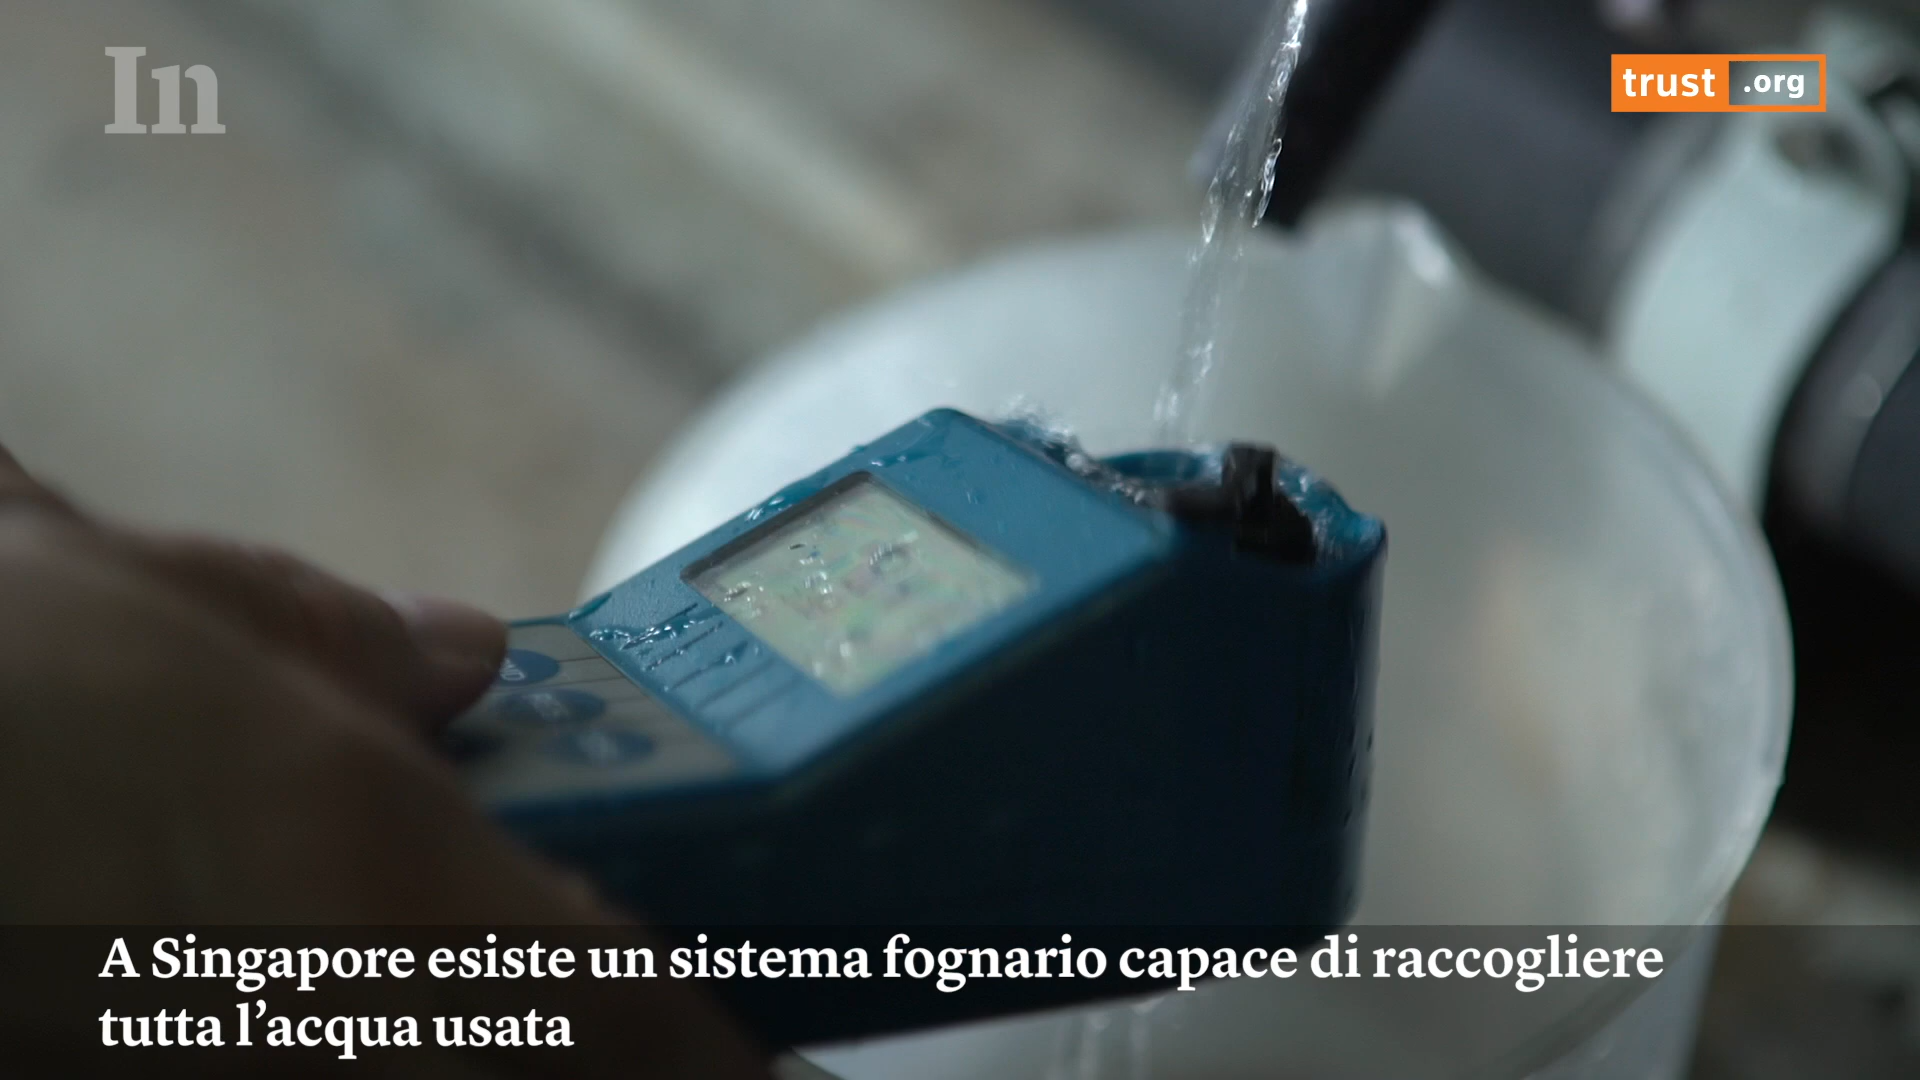 In
trust .org
A Singapore esiste un sistema fognario capace di raccogliere
tutta l’acqua usata